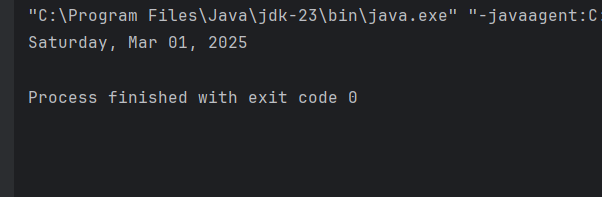 "C:\Program Files\Java\jdk-23\bin\java.exe" "-javaagent:C:
Saturday, Mar 01, 2025
Process finished with exit code 0